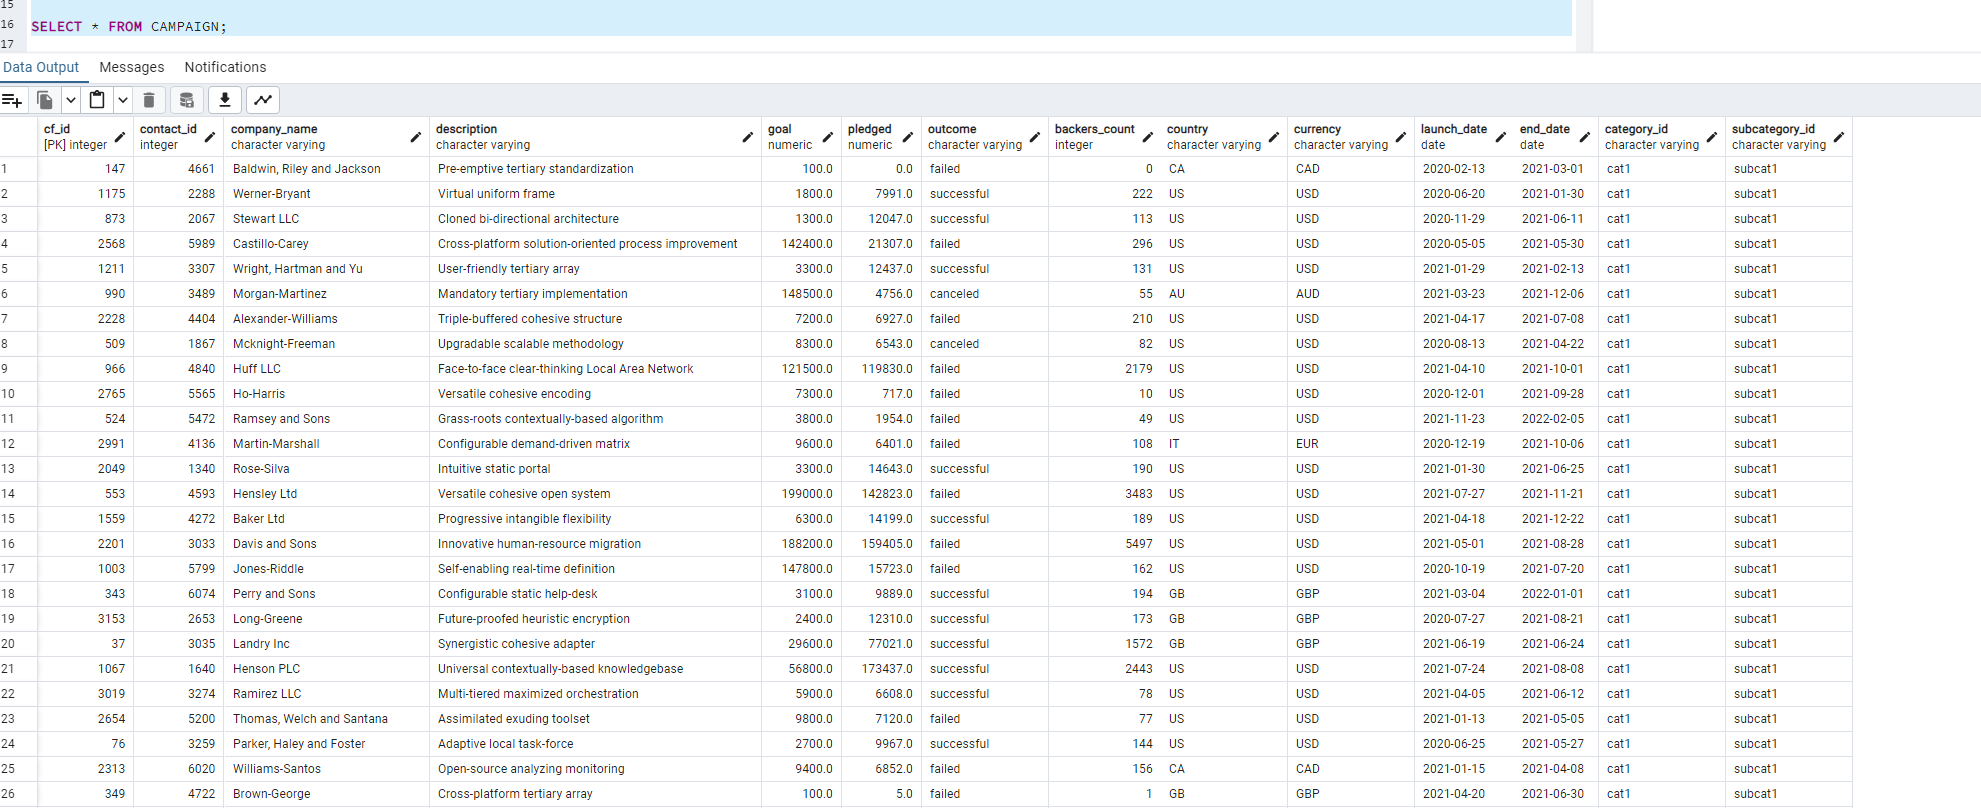 15
16 SELECT * FROM CAMPAIGN;
17
Data Output Messages Notifications
cf_id contact_id company_name description goal pledged outcome backers_count country currency launch_date end_date category_id subcategory_id
[PK] integer integer character varying character varying numeric numeric character varying integer character varying character varying date date character varying character varying
1 147 4661 Baldwin, Riley and Jackson Pre-emptive tertiary standardization 100.0 0.0 failed 0 CA CAD 2020-02-13 2021-03-01 cat1 subcat1
2 1175 2288 Werner-Bryant Virtual uniform frame 1800.0 7991.0 successful 222 US USD 2020-06-20 2021-01-30 cat1 subcat1
3 873 2067 Stewart LLC Cloned bi-directional architecture 1300.0 12047.0 successful 113 US USD 2020-11-29 2021-06-11 cat1 subcat1
4 2568 5989 Castillo-Carey Cross-platform solution-oriented process improvement 142400.0 21307.0 failed 296 US USD 2020-05-05 2021-05-30 cat1 subcat1
5 1211 3307 Wright, Hartman and Yu User-friendly tertiary array 3300.0 12437.0 successful 131 US USD 2021-01-29 2021-02-13 cat1 subcat1
6 990 3489 Morgan-Martinez Mandatory tertiary implementation 148500.0 4756.0 canceled 55 AU AUD 2021-03-23 2021-12-06 cat1 subcat1
7 2228 4404 Alexander-Williams Triple-buffered cohesive structure 7200.0 6927.0 failed 210 US USD 2021-04-17 2021-07-08 cat1 subcat1
8 509 1867 Mcknight-Freeman Upgradable scalable methodology 8300.0 6543.0 canceled 82 US USD 2020-08-13 2021-04-22 cat1 subcat1
9 966 4840 Huff LLC Face-to-face clear-thinking Local Area Network 121500.0 119830.0 failed 2179 US USD 2021-04-10 2021-10-01 cat1 subcat1
10 2765 5565 Ho-Harris Versatile cohesive encoding 7300.0 717.0 failed 10 US USD 2020-12-01 2021-09-28 cat1 subcat1
11 524 5472 Ramsey and Sons Grass-roots contextually-based algorithm 3800.0 1954.0 failed 49 US USD 2021-11-23 2022-02-05 cat1 subcat1
12 2991 4136 Martin-Marshall Configurable demand-driven matrix 9600.0 6401.0 failed 108 IT EUR 2020-12-19 2021-10-06 cat1 subcat1
13 2049 1340 Rose-Silva Intuitive static portal 3300.0 14643.0 successful 190 US USD 2021-01-30 2021-06-25 cat1 subcat1
14 553 4593 Hensley Ltd Versatile cohesive open system 199000.0 142823.0 failed 3483 US USD 2021-07-27 2021-11-21 cat1 subcat1
15 1559 4272 Baker Ltd Progressive intangible flexibility 6300.0 14199.0 successful 189 US USD 2021-04-18 2021-12-22 cat1 subcat1
16 2201 3033 Davis and Sons Innovative human-resource migration 188200.0 159405.0 failed 5497 US USD 2021-05-01 2021-08-28 cat1 subcat1
17 1003 5799 Jones-Riddle Self-enabling real-time definition 147800.0 15723.0 failed 162 US USD 2020-10-19 2021-07-20 cat1 subcat1
18 343 6074 Perry and Sons Configurable static help-desk 3100.0 9889.0 successful 194 GB GBP 2021-03-04 2022-01-01 cat1 subcat1
19 3153 2653 Long-Greene Future-proofed heuristic encryption 2400.0 12310.0 successful 173 GB GBP 2020-07-27 2021-08-21 cat1 subcat1
20 37 3035 Landry Inc Synergistic cohesive adapter 29600.0 77021.0 successful 1572 GB GBP 2021-06-19 2021-06-24 cat1 subcat1
21 1067 1640 Henson PLC Universal contextually-based knowledgebase 56800.0 173437.0 successful 2443 US USD 2021-07-24 2021-08-08 cat1 subcat1
22 3019 3274 Ramirez LLC Multi-tiered maximized orchestration 5900.0 6608.0 successful 78 US USD 2021-04-05 2021-06-12 cat1 subcat1
23 2654 5200 Thomas, Welch and Santana Assimilated exuding toolset 9800.0 7120.0 failed 77 US USD 2021-01-13 2021-05-05 cat1 subcat1
24 76 3259 Parker, Haley and Foster Adaptive local task-force 2700.0 9967.0 successful 144 US USD 2020-06-25 2021-05-27 cat1 subcat1
25 2313 6020 Williams-Santos Open-source analyzing monitoring 9400.0 6852.0 failed 156 CA CAD 2021-01-15 2021-04-08 cat1 subcat1
26 349 4722 Brown-George Cross-platform tertiary array 100.0 5.0 failed 1 GB GBP 2021-04-20 2021-06-30 cat1 subcat1